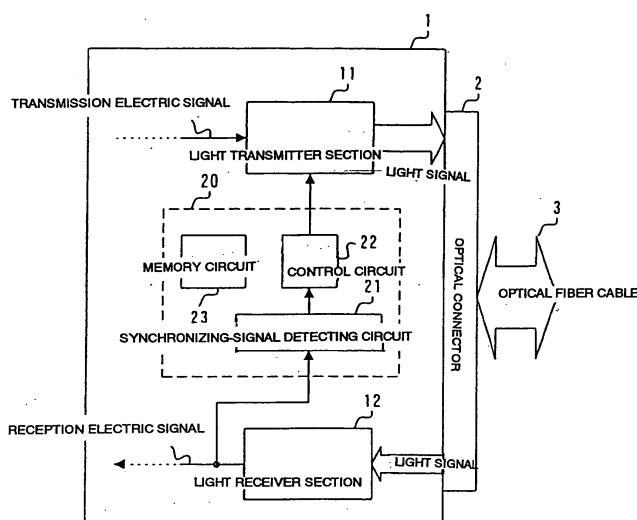 1
11
2
TRANSMISSION ELECTRIC SIGNAL
LIGHT TRANSMITTER SECTION
LIGHT SIGNAL
20
3
22
MEMORY CIRCUIT
CONTROL CIRCUIT
OPTICAL CONNECTOR
OPTICAL FIBER CABLE
23
21
SYNCHRONIZING-SIGNAL DETECTING CIRCUIT
12
RECEPTION ELECTRIC SIGNAL
LIGHT SIGNAL
LIGHT RECEIVER SECTION